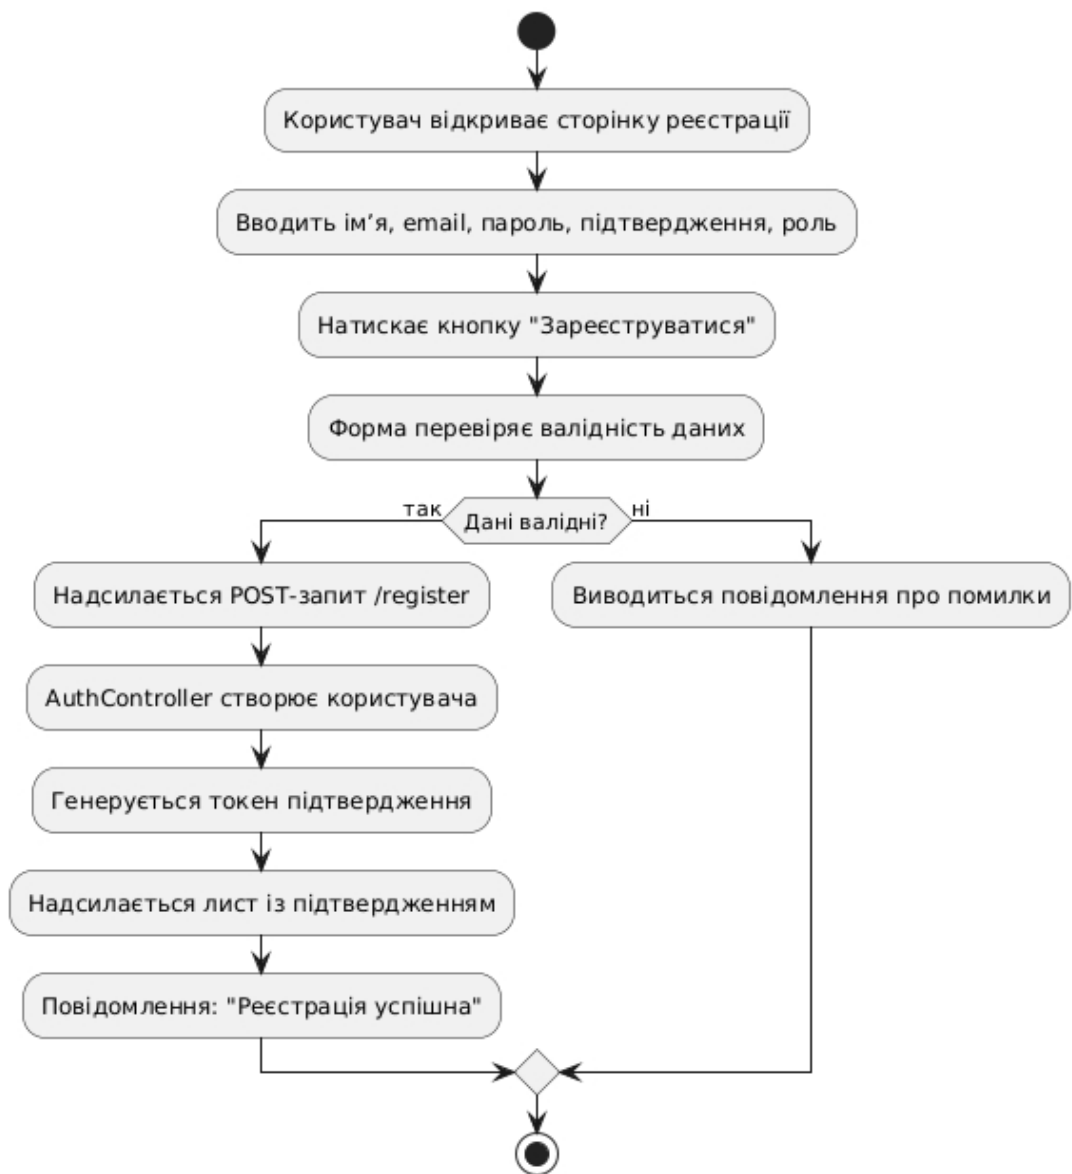 Користувач відкриває сторінку реєстрації
Вводить ім’я, email, пароль, підтвердження, роль
Натискає кнопку "Зареєструватися"
Форма перевіряє валідність даних
так
Дані валідні?
ні
Надсилається POST-запит /register
Виводиться повідомлення про помилки
AuthController створює користувача
Генерується токен підтвердження
Надсилається лист із підтвердженням
Повідомлення: "Реєстрація успішна"